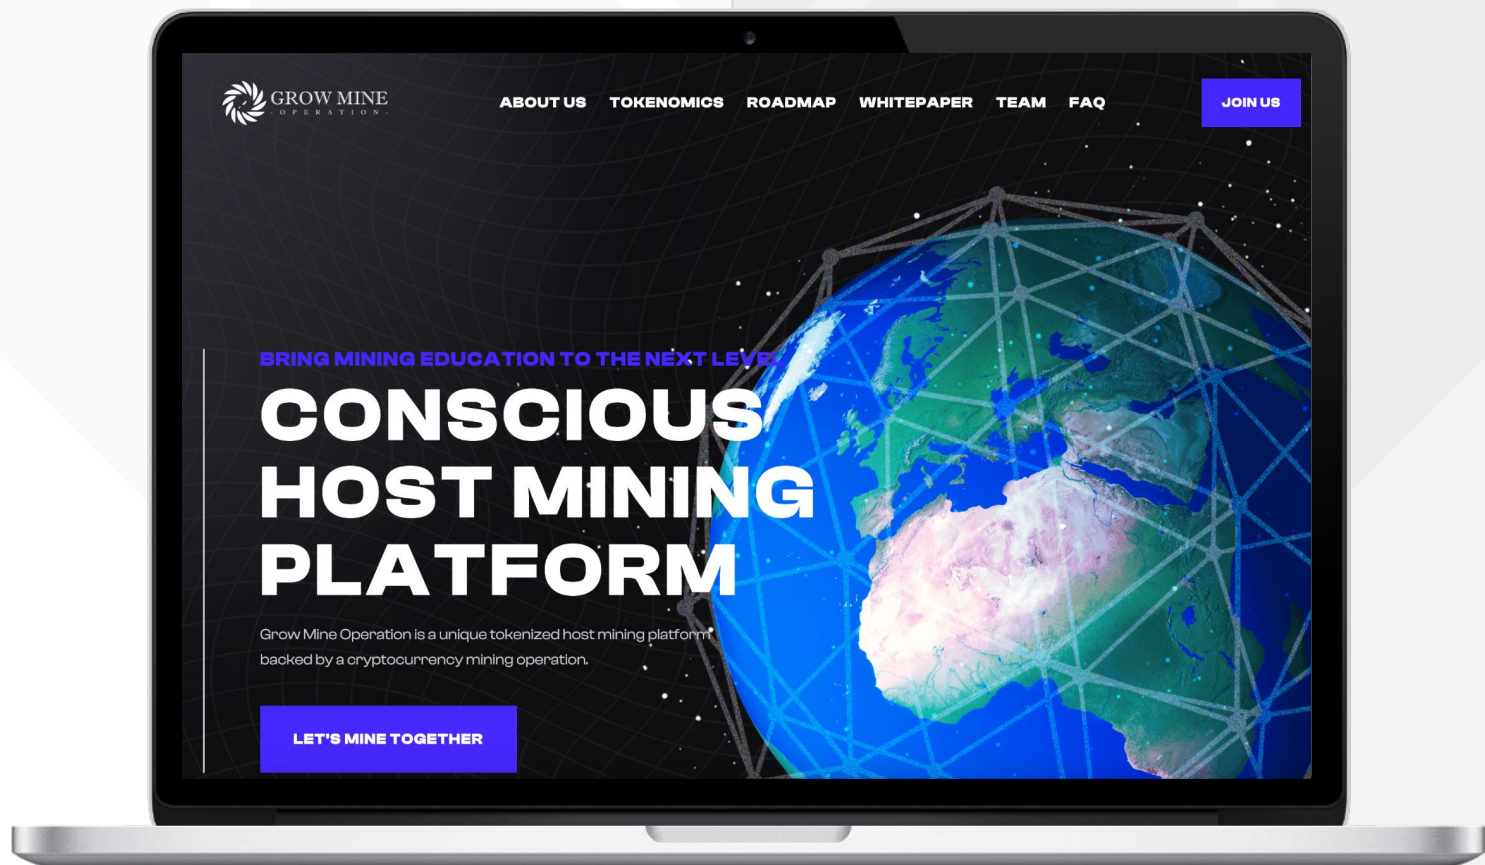 GROW MINE
- OPERATION -
ABOUT US TOKENOMICS ROADMAP WHITEPAPER TEAM FAQ
JOIN US
BRING MINING EDUCATION TO THE NEXT LEVEL
CONSCIOUS
HOST MINING
PLATFORM
Grow Mine Operation is a unique tokenized host mining platform
backed by a cryptocurrency mining operation.
LET'S MINE TOGETHER